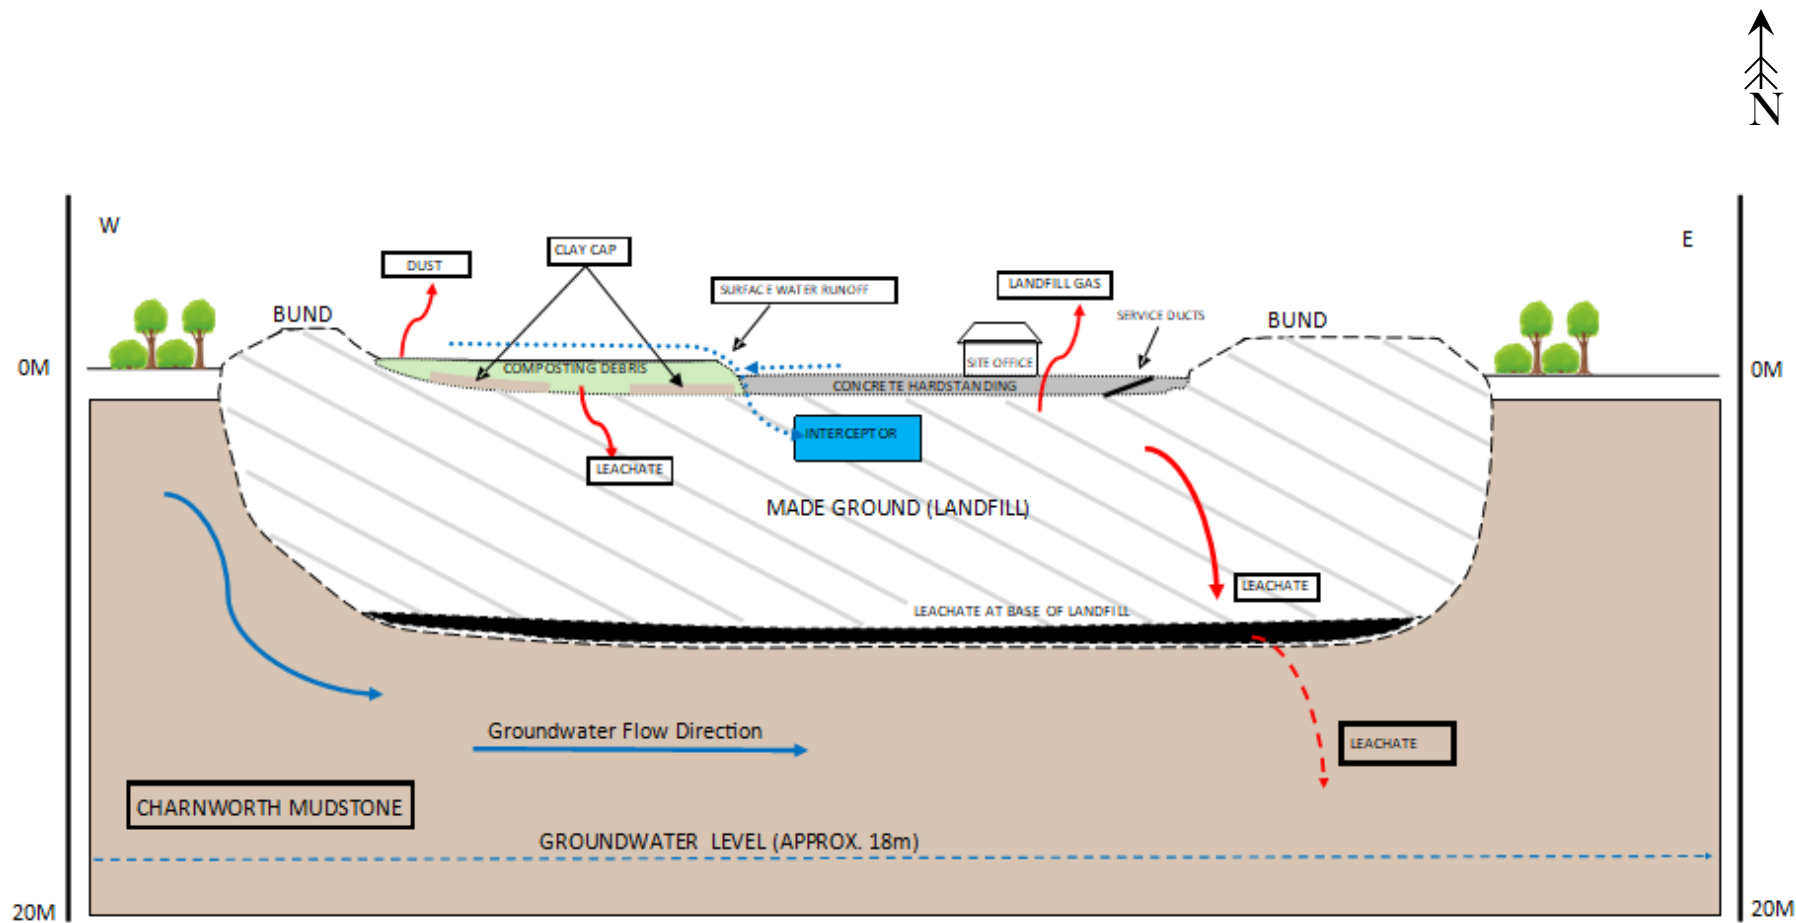 N
W
E
CLAY CAP
DUST
LANDFILL GAS
SURFACE WATER RUNOFF
SERVICE DUCTS
BUND
BUND
0M
SITE OFFICE
0M
COMPOSTING DEBRIS
CONCRETE HARDSTANDING
INTERCEPTOR
LEACHATE
MADE GROUND (LANDFILL)
LEACHATE
LEACHATE AT BASE OF LANDFILL
Groundwater Flow Direction
LEACHATE
CHARNWORTH MUDSTONE
GROUNDWATER LEVEL (APPROX. 18m)
20M
20M